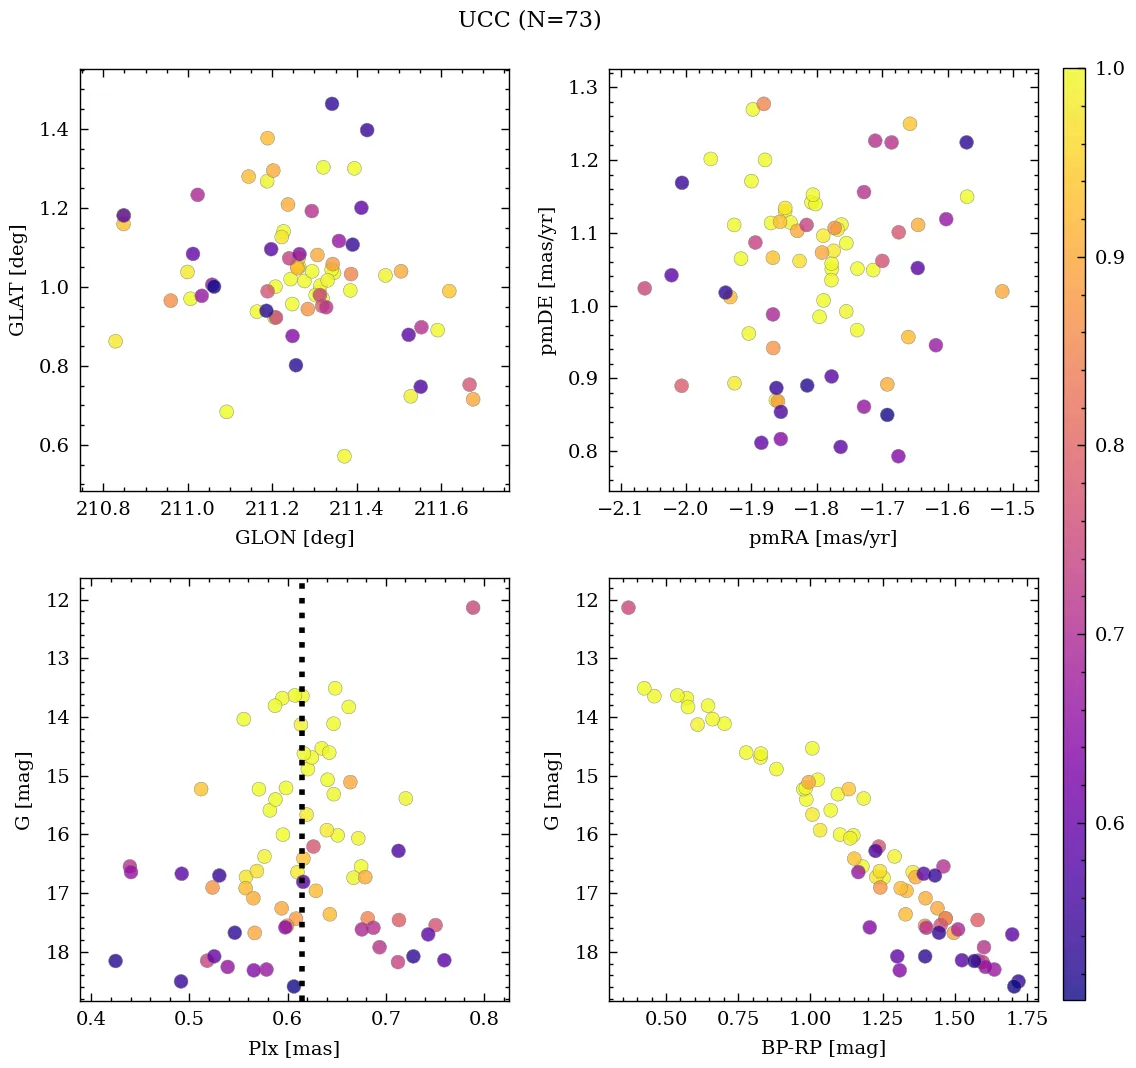 UCC (N=73)
1.4
1.2
1.0
0.8
0.6
GLAT [deg]
210.8 211.0 211.2 211.4 211.6
GLON [deg]
1.3
1.2
1.1
1.0
0.9
0.8
pmDE [mas/yr]
−2.1 −2.0 −1.9 −1.8 −1.7 −1.6 −1.5
pmRA [mas/yr]
1.0
0.9
0.8
0.7
0.6
12
13
14
15
16
17
18
G [mag]
0.4 0.5 0.6 0.7 0.8
Plx [mas]
12
13
14
15
16
17
18
G [mag]
0.50 0.75 1.00 1.25 1.50 1.75
BP-RP [mag]